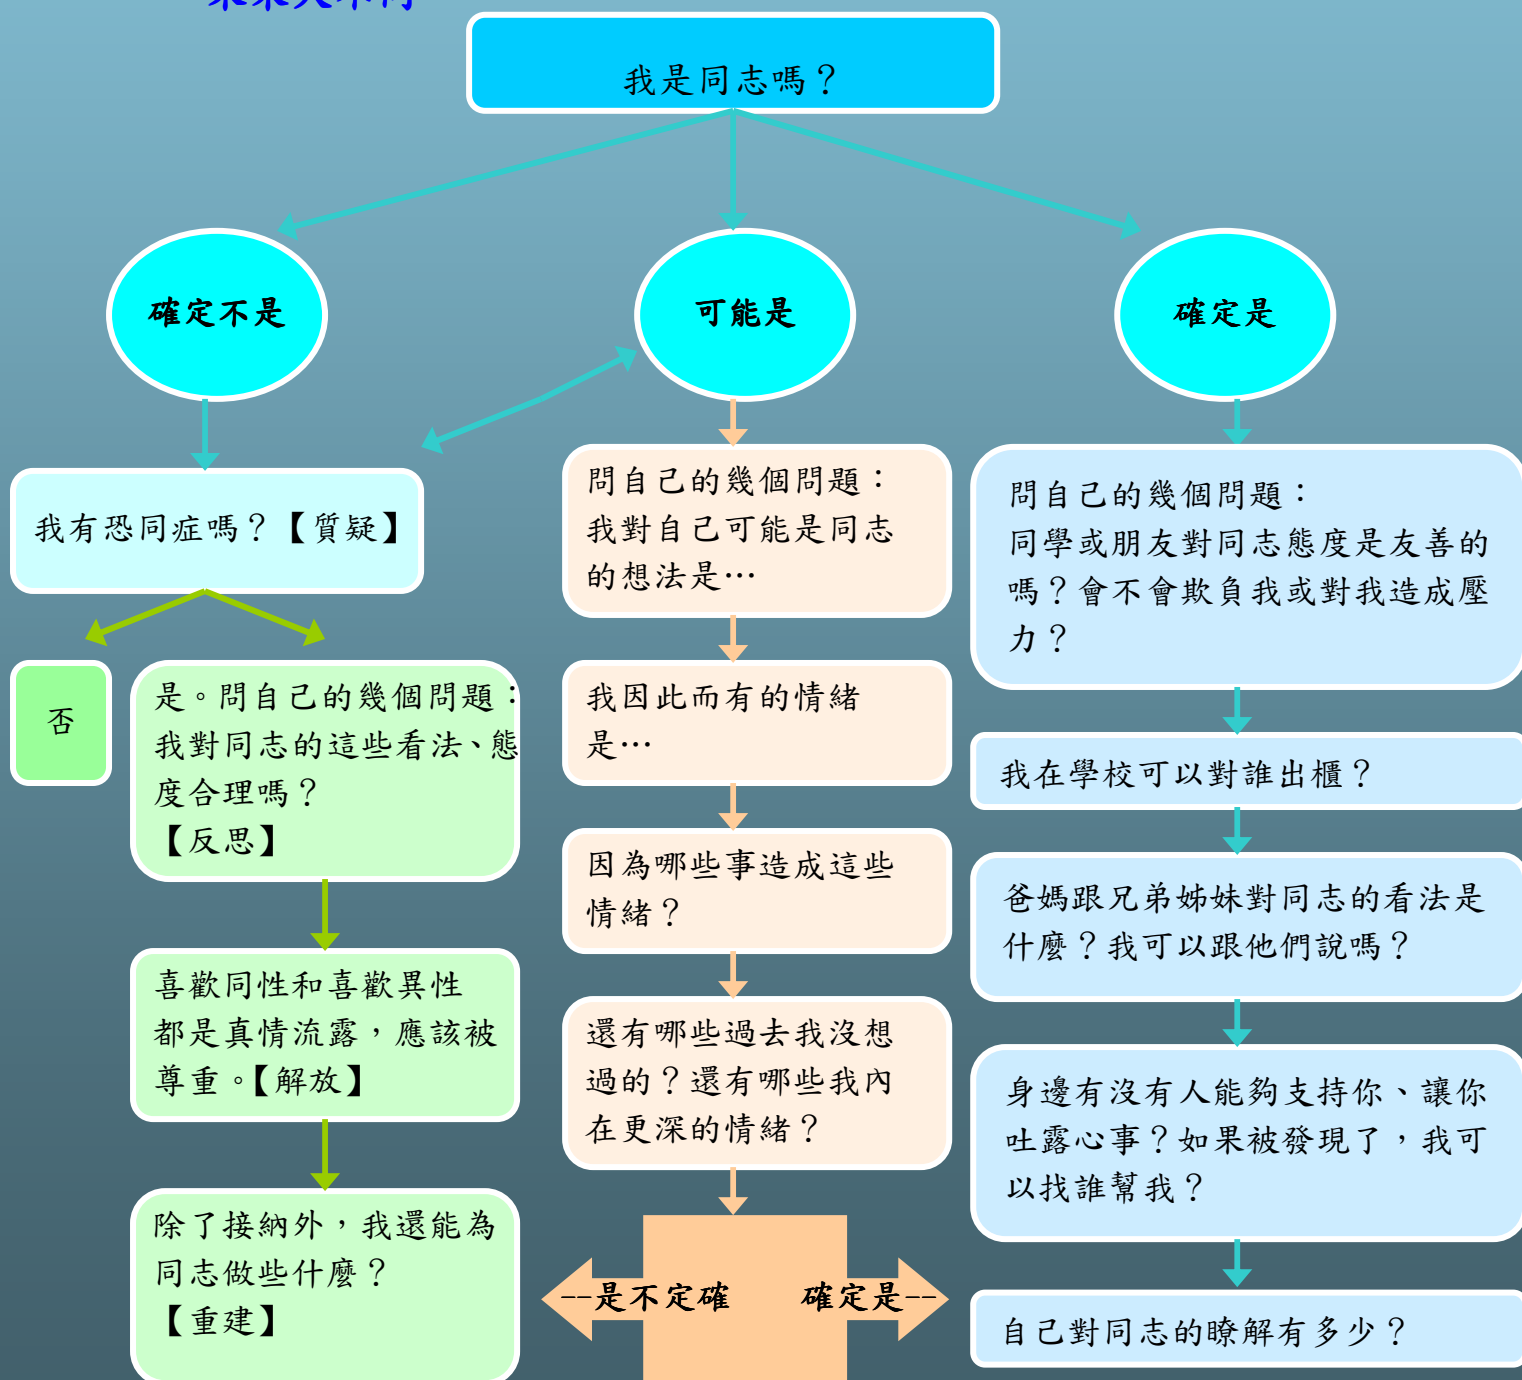 我是同志嗎？
確定不是
可能是
確定是
我有恐同症嗎？【質疑】
否
是。問自己的幾個問題：
我對同志的這些看法、態
度合理嗎？
【反思】
喜歡同性和喜歡異性
都是真情流露，應該被
尊重。【解放】
除了接納外，我還能為
同志做些什麼？
【重建】
問自己的幾個問題：
我對自己可能是同志
的想法是…
我因此而有的情緒
是…
因為哪些事造成這些
情緒？
還有哪些過去我沒想
過的？還有哪些我內
在更深的情緒？
--是不定確
確定是--
問自己的幾個問題：
同學或朋友對同志態度是友善的
嗎？會不會欺負我或對我造成壓
力？
我在學校可以對誰出櫃？
爸媽跟兄弟姊妹對同志的看法是
什麼？我可以跟他們說嗎？
身邊有沒有人能夠支持你、讓你
吐露心事？如果被發現了，我可
以找誰幫我？
自己對同志的瞭解有多少？